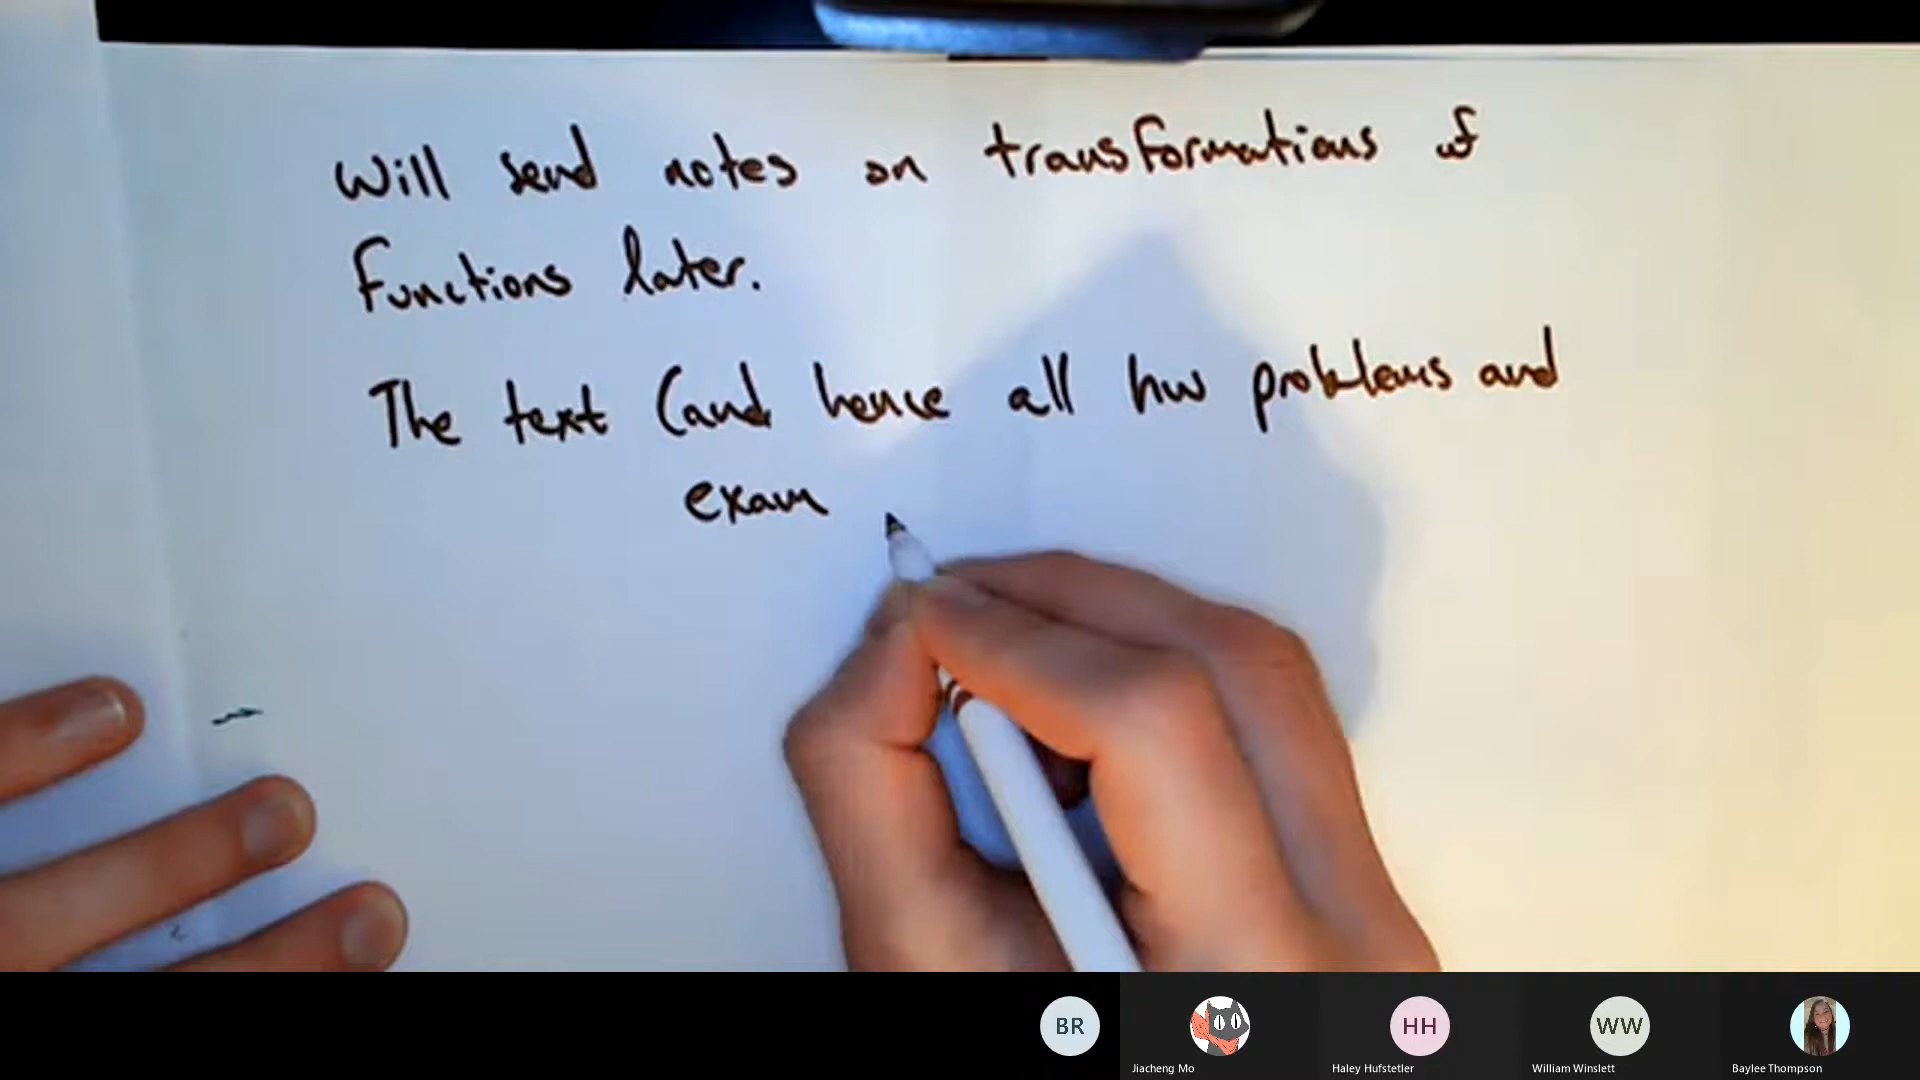 Will send notes on transformations of
functions later.
The text (and hence all hw problems and
exam
BR
HH
WW
Jiacheng Mo
Haley Hufstetler
William Winslett
Baylee Thompson